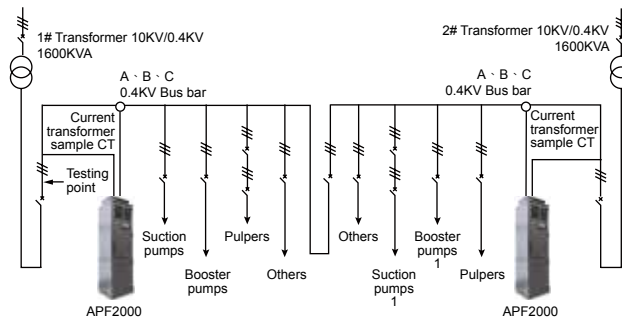 1# Transformer 10KV/0.4KV
1600KVA
2# Transformer 10KV/0.4KV
1600KVA
A、B、C
0.4KV Bus bar
A、B、C
0.4KV Bus bar
Current
transformer
sample CT
Current
transformer
sample CT
Testing
point
Suction
pumps
Booster
pumps
Pulpers
Others
Others
Suction
pumps
1
Booster
pumps
1
Pulpers
APF2000
APF2000